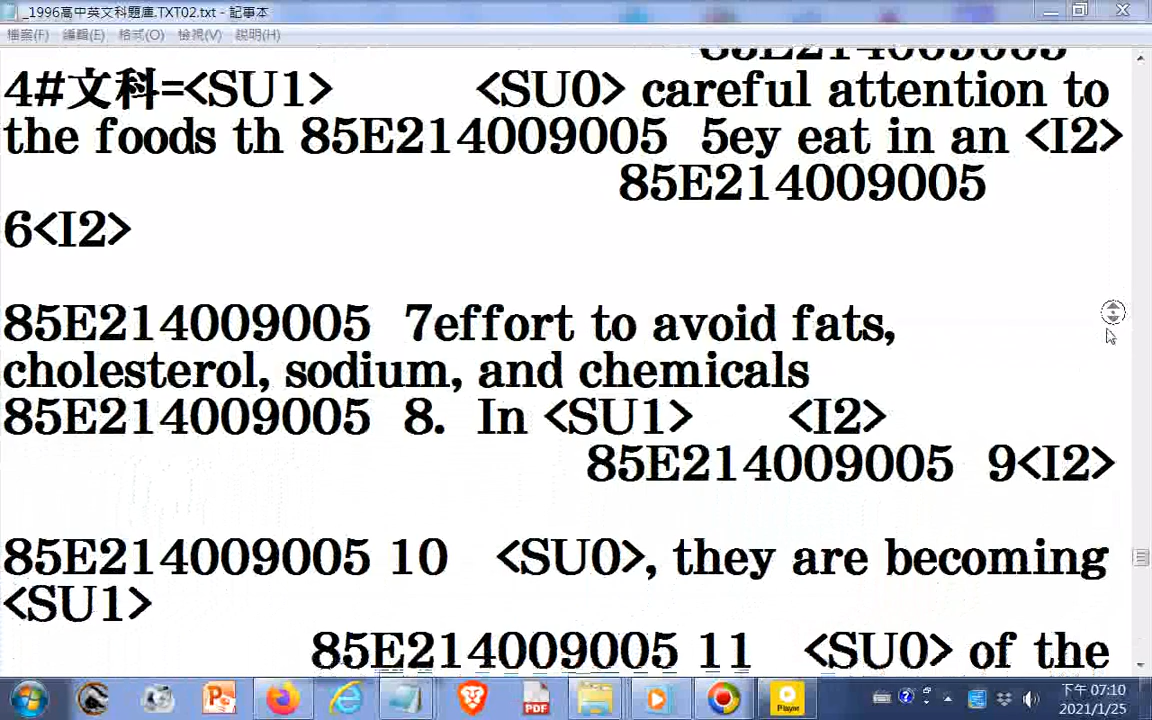 _1996高中英文科題庫.TXT02.txt - 記事本
檔案(F) 編輯(E) 格式(O) 檢視(V) 說明(H)
85E214009005
4#文科=<SU1> <SU0> careful attention to
the foods th 85E214009005 5ey eat in an <I2>
85E214009005
6<I2>
85E214009005 7effort to avoid fats,
cholesterol, sodium, and chemicals
85E214009005 8. In <SU1> <I2>
85E214009005 9<I2>
85E214009005 10 <SU0>, they are becoming
<SU1>
85E214009005 11 <SU0> of the
PDF
Player
下午 07:10
2021/1/25